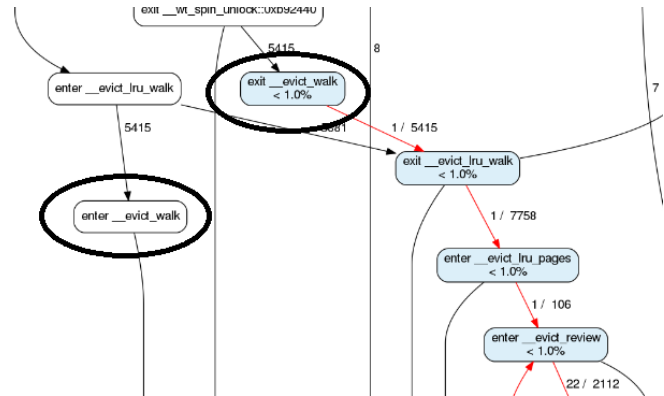 exit __wt_spin_unlock::0xb92440
5415
8
exit __evict_walk
< 1.0%
enter __evict_lru_walk
7
5415
1 / 5415
exit __evict_lru_walk
< 1.0%
enter __evict_walk
1 / 7758
enter __evict_lru_pages
< 1.0%
1 / 106
enter __evict_review
< 1.0%
22 / 2112